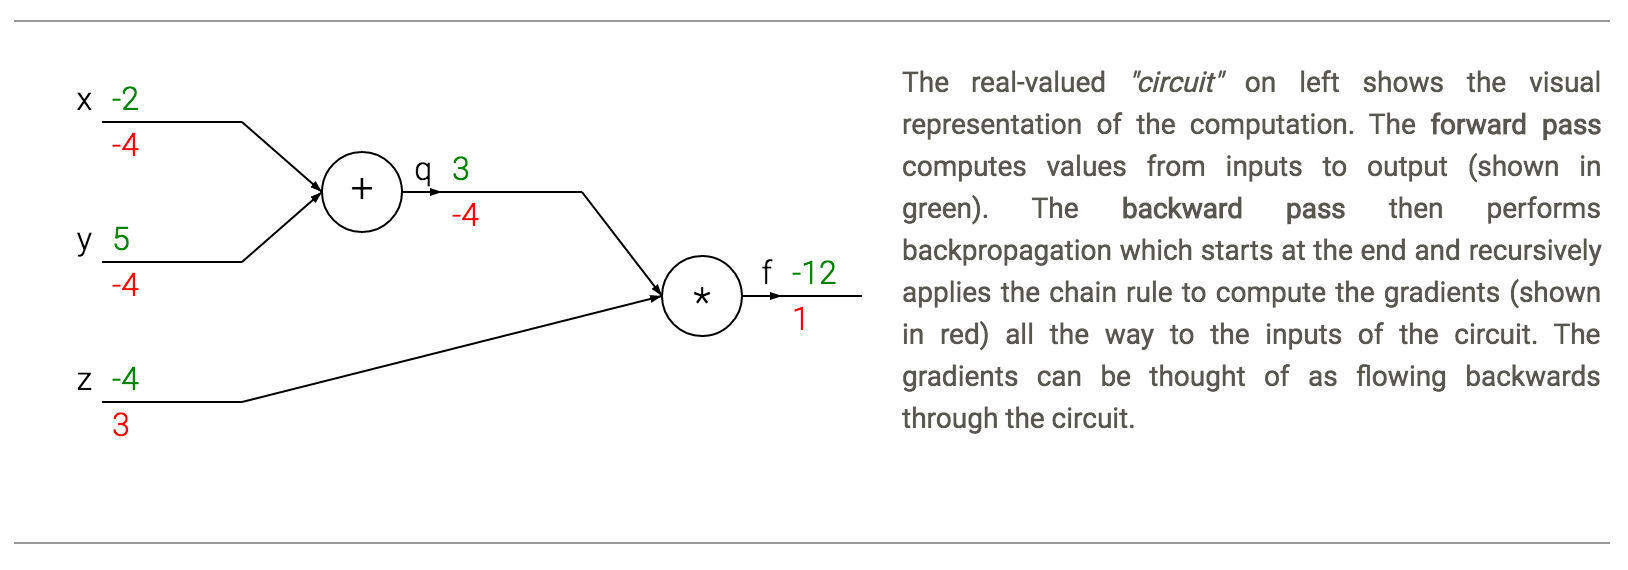 x -2
-4
y 5
-4
z -4
3
+
q 3
-4
*
f -12
1
The real-valued "circuit" on left shows the visual
representation of the computation. The forward pass
computes values from inputs to output (shown in
green). The backward pass then performs
backpropagation which starts at the end and recursively
applies the chain rule to compute the gradients (shown
in red) all the way to the inputs of the circuit. The
gradients can be thought of as flowing backwards
through the circuit.